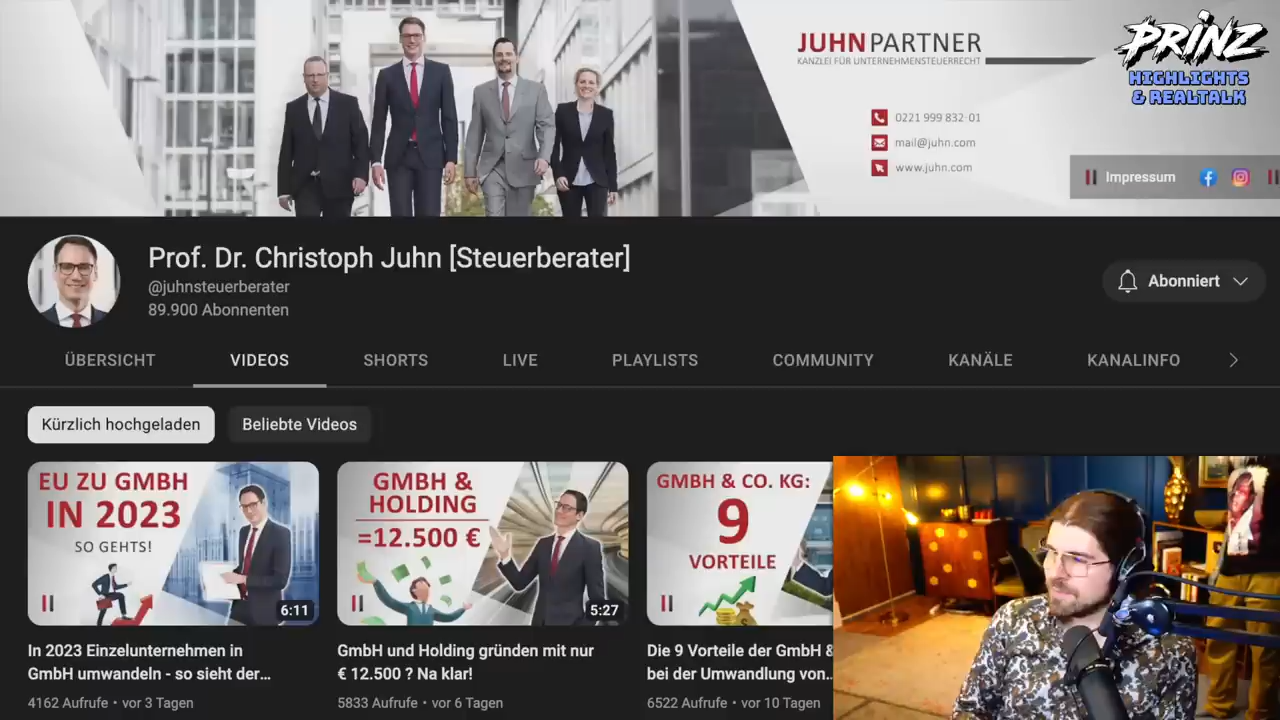 PRINZ
HIGHLIGHTS
& REALTALK
JUHN PARTNER
KANZLEI FÜR UNTERNEHMENSTEUERRECHT
0221 999 832-01
mail@juhn.com
www.juhn.com
Impressum
Prof. Dr. Christoph Juhn [Steuerberater]
@juhnsteuerberater
89.900 Abonnenten
Abonniert
ÜBERSICHT
VIDEOS
SHORTS
LIVE
PLAYLISTS
COMMUNITY
KANÄLE
KANALINFO
Kürzlich hochgeladen
Beliebte Videos
EU ZU GMBH
IN 2023
SO GEHTS!
6:11
GMBH &
HOLDING
=12.500 €
5:27
GMBH & CO. KG:
9
VORTEILE
In 2023 Einzelunternehmen in
GmbH umwandeln - so sieht der...
4162 Aufrufe • vor 3 Tagen
GmbH und Holding gründen mit nur
€ 12.500 ? Na klar!
5833 Aufrufe • vor 6 Tagen
Die 9 Vorteile der GmbH &
bei der Umwandlung von...
6522 Aufrufe • vor 10 Tagen